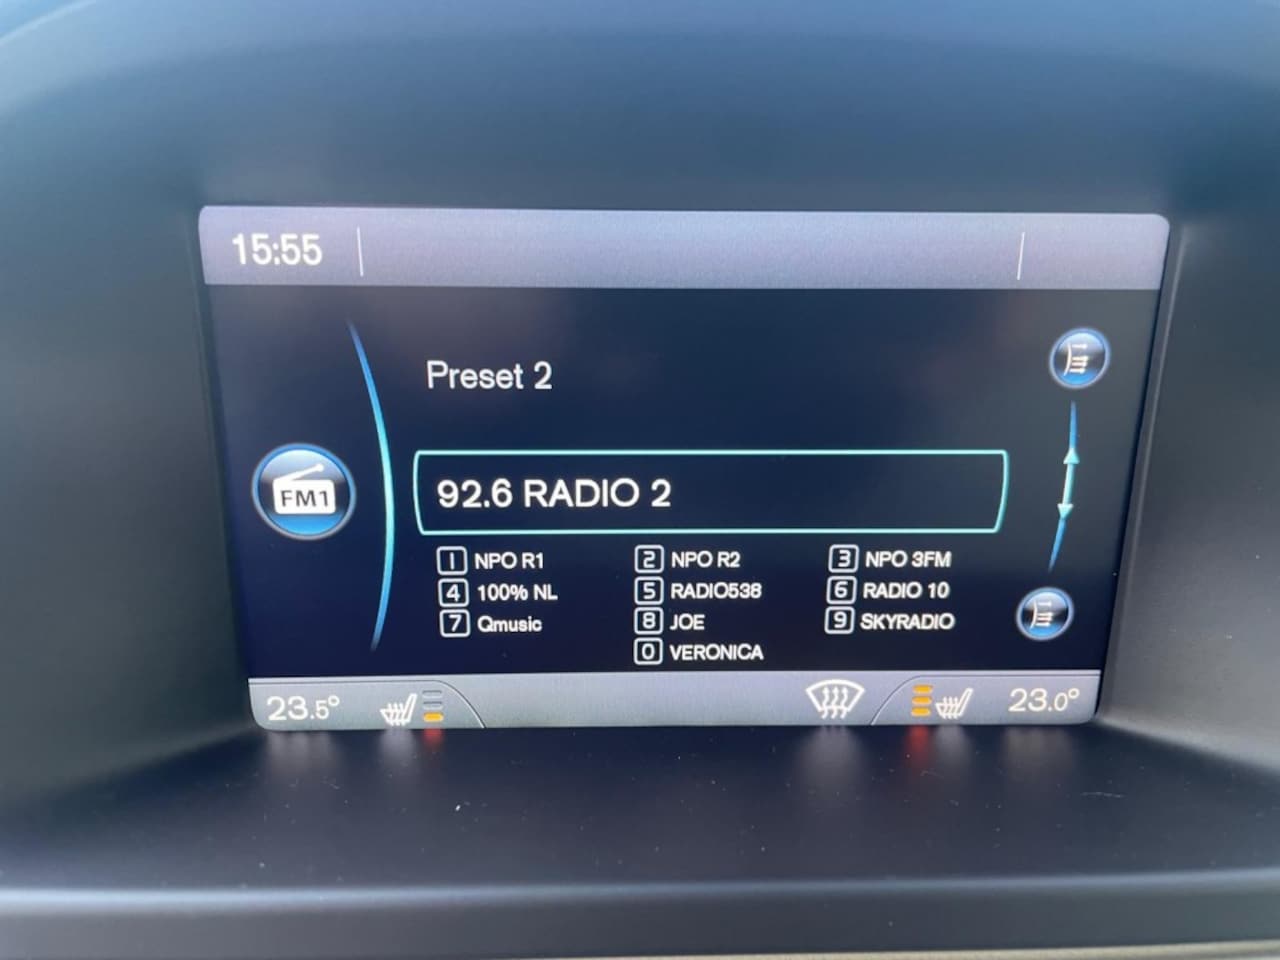 15:55
Preset 2
FM1
92.6 RADIO 2
1 NPO R1 2 NPO R2 3 NPO 3FM
4 100% NL 5 RADIO538 6 RADIO 10
7 Qmusic 8 JOE 9 SKYRADIO
0 VERONICA
23.5° 23.0°